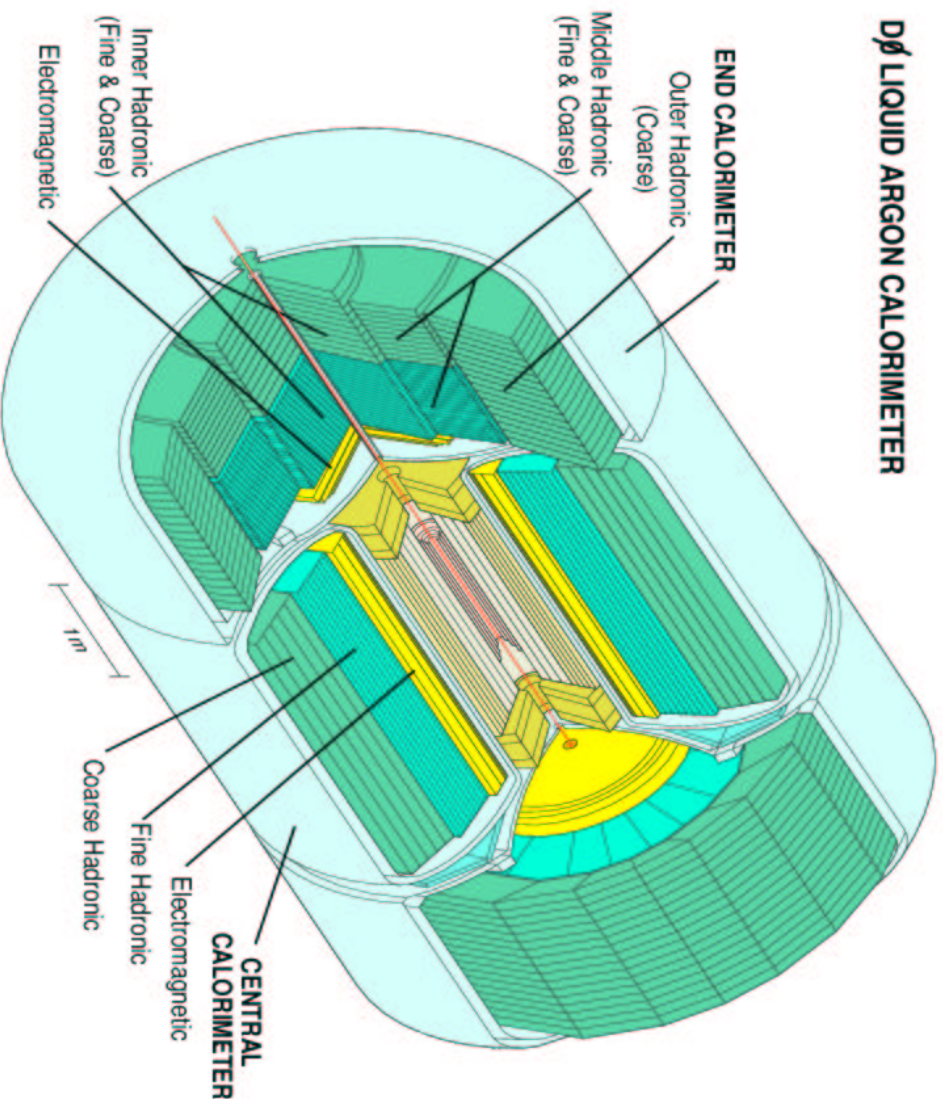 DØ LIQUID ARGON CALORIMETER
END CALORIMETER
Outer Hadronic
(Coarse)
Middle Hadronic
(Fine & Coarse)
Inner Hadronic
(Fine & Coarse)
Electromagnetic
1m
Coarse Hadronic
Fine Hadronic
Electromagnetic
CENTRAL
CALORIMETER